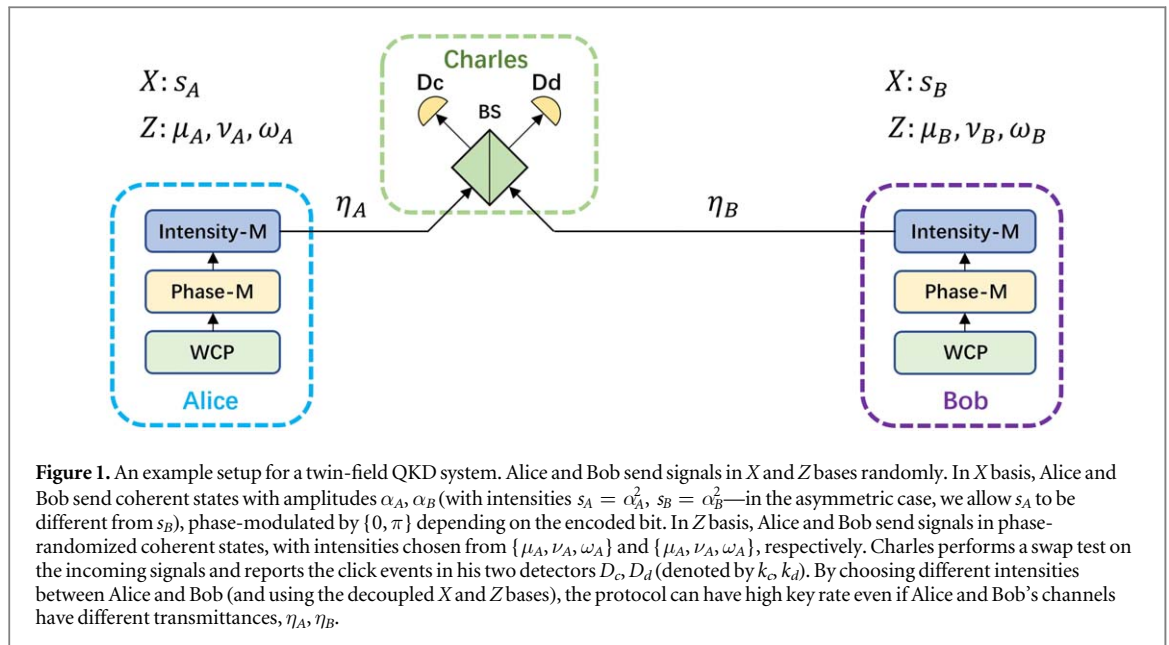 Charles
X: s_A
Z: μ_A, ν_A, ω_A
Dc
Dd
BS
X: s_B
Z: μ_B, ν_B, ω_B
η_A
η_B
Intensity-M
Phase-M
WCP
Alice
Intensity-M
Phase-M
WCP
Bob
Figure 1. An example setup for a twin-field QKD system. Alice and Bob send signals in X and Z bases randomly. In X basis, Alice and
Bob send coherent states with amplitudes α_A, α_B (with intensities s_A = α_A^2, s_B = α_B^2—in the asymmetric case, we allow s_A to be
different from s_B), phase-modulated by {0, π} depending on the encoded bit. In Z basis, Alice and Bob send signals in phase-
randomized coherent states, with intensities chosen from {μ_A, ν_A, ω_A} and {μ_A, ν_A, ω_A}, respectively. Charles performs a swap test on
the incoming signals and reports the click events in his two detectors D_c, D_d (denoted by k_c, k_d). By choosing different intensities
between Alice and Bob (and using the decoupled X and Z bases), the protocol can have high key rate even if Alice and Bob's channels
have different transmittances, η_A, η_B.